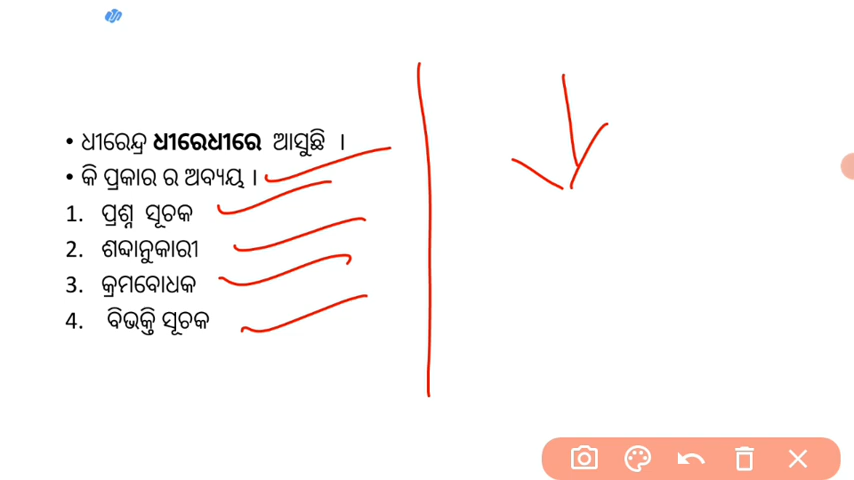 • ଧୀରେନ୍ଦ୍ର ଧୀରେଧୀରେ ଆସୁଛି ।
• କି ପ୍ରକାର ର ଅବ୍ୟୟ ।
1. ପ୍ରଶ୍ନ ସୂଚକ
2. ଶବ୍ଦାନୁକାରୀ
3. କ୍ରମବୋଧକ
4. ବିଭକ୍ତି ସୂଚକ